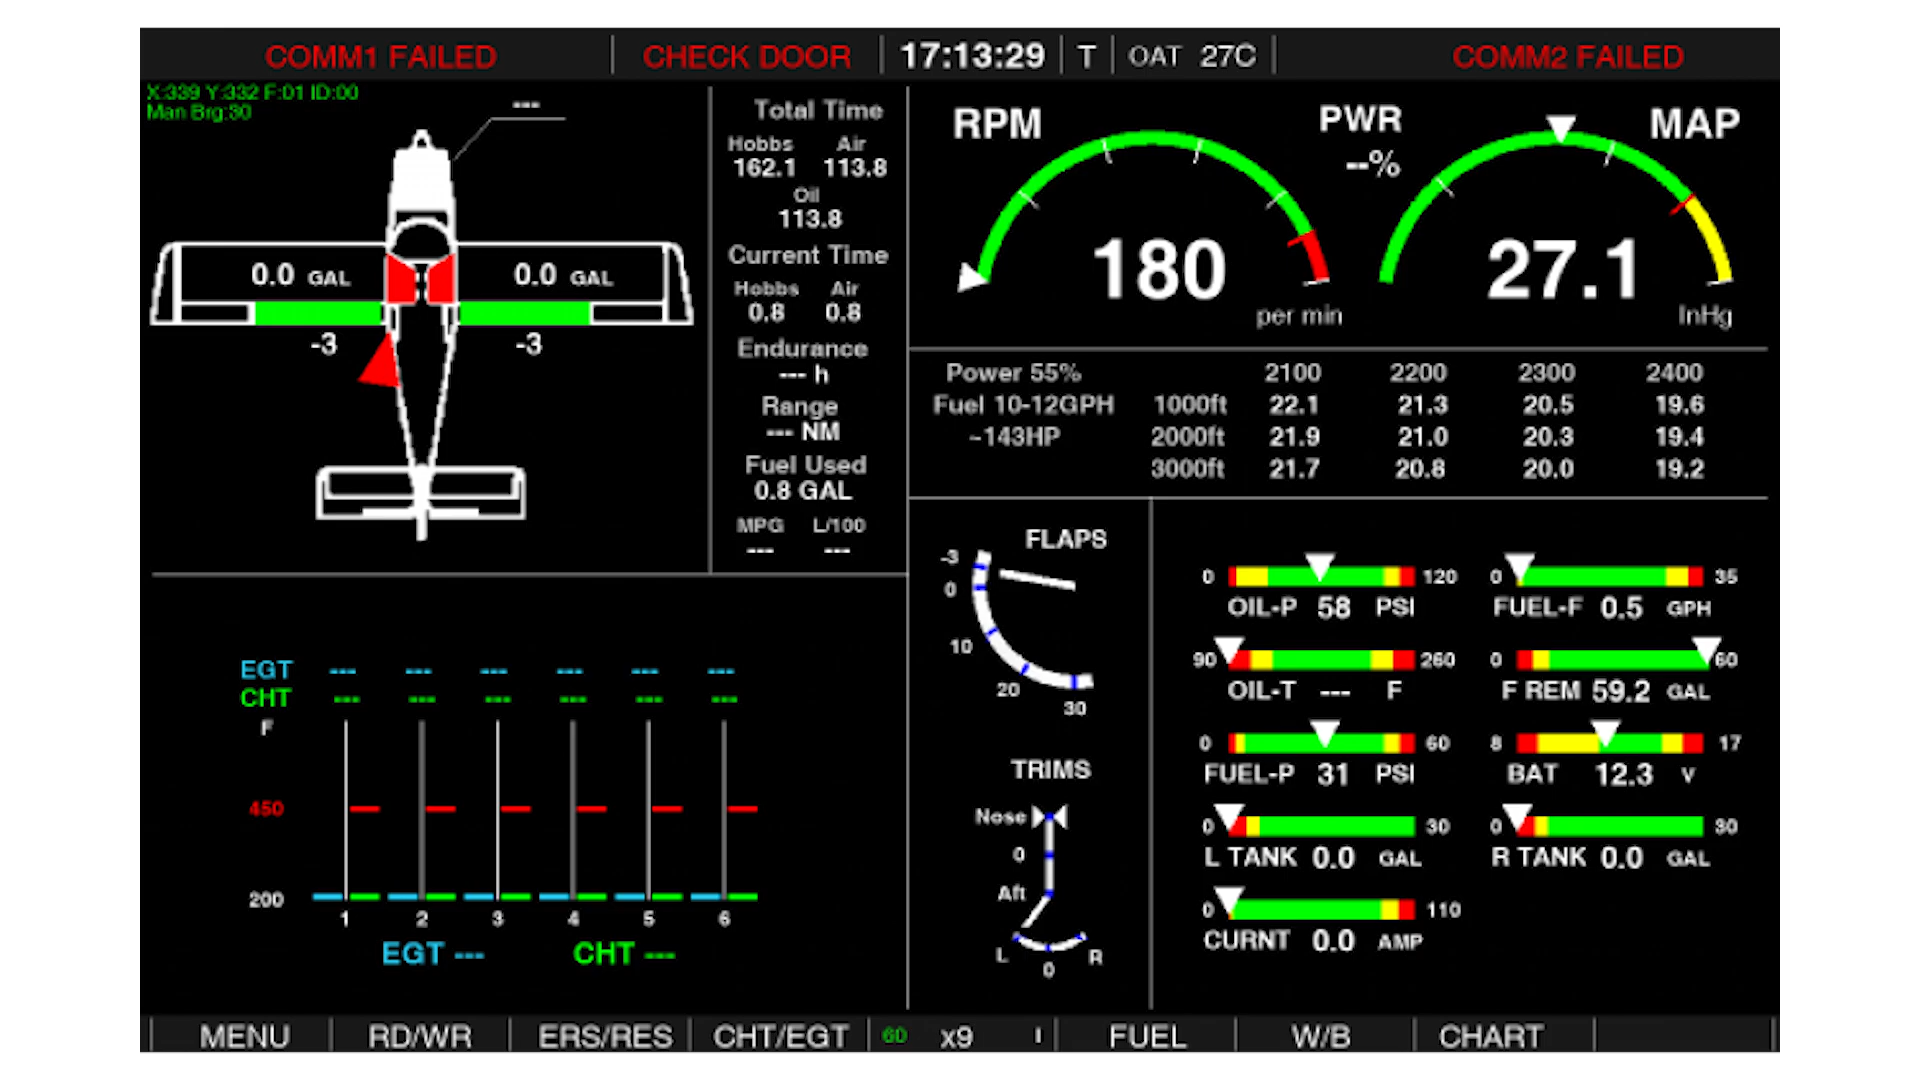 COMM1 FAILED CHECK DOOR 17:13:29 T OAT 27C COMM2 FAILED
X:339 Y:332 F:01 ID:00
Man Brg:30
---
0.0 GAL 0.0 GAL
-3 -3
Total Time
Hobbs Air
162.1 113.8
Oil
113.8
Current Time
Hobbs Air
0.8 0.8
Endurance
--- h
Range
--- NM
Fuel Used
0.8 GAL
MPG L/100
--- ---
RPM
180
per min
PWR
--%
MAP
27.1
InHg
Power 55% 2100 2200 2300 2400
Fuel 10-12GPH 1000ft 22.1 21.3 20.5 19.6
~143HP 2000ft 21.9 21.0 20.3 19.4
3000ft 21.7 20.8 20.0 19.2
EGT --- --- --- --- --- ---
CHT --- --- --- --- --- ---
F
450
200
1 2 3 4 5 6
EGT --- CHT ---
FLAPS
-3
0
10
20
30
TRIMS
Nose
0
Aft
L R
0
0 120
OIL-P 58 PSI
0 35
FUEL-F 0.5 GPH
90 260
OIL-T --- F
0 60
F REM 59.2 GAL
0 60
FUEL-P 31 PSI
8 17
BAT 12.3 V
0 30
L TANK 0.0 GAL
0 30
R TANK 0.0 GAL
0 110
CURNT 0.0 AMP
MENU RD/WR ERS/RES CHT/EGT 60 x9 I FUEL W/B CHART